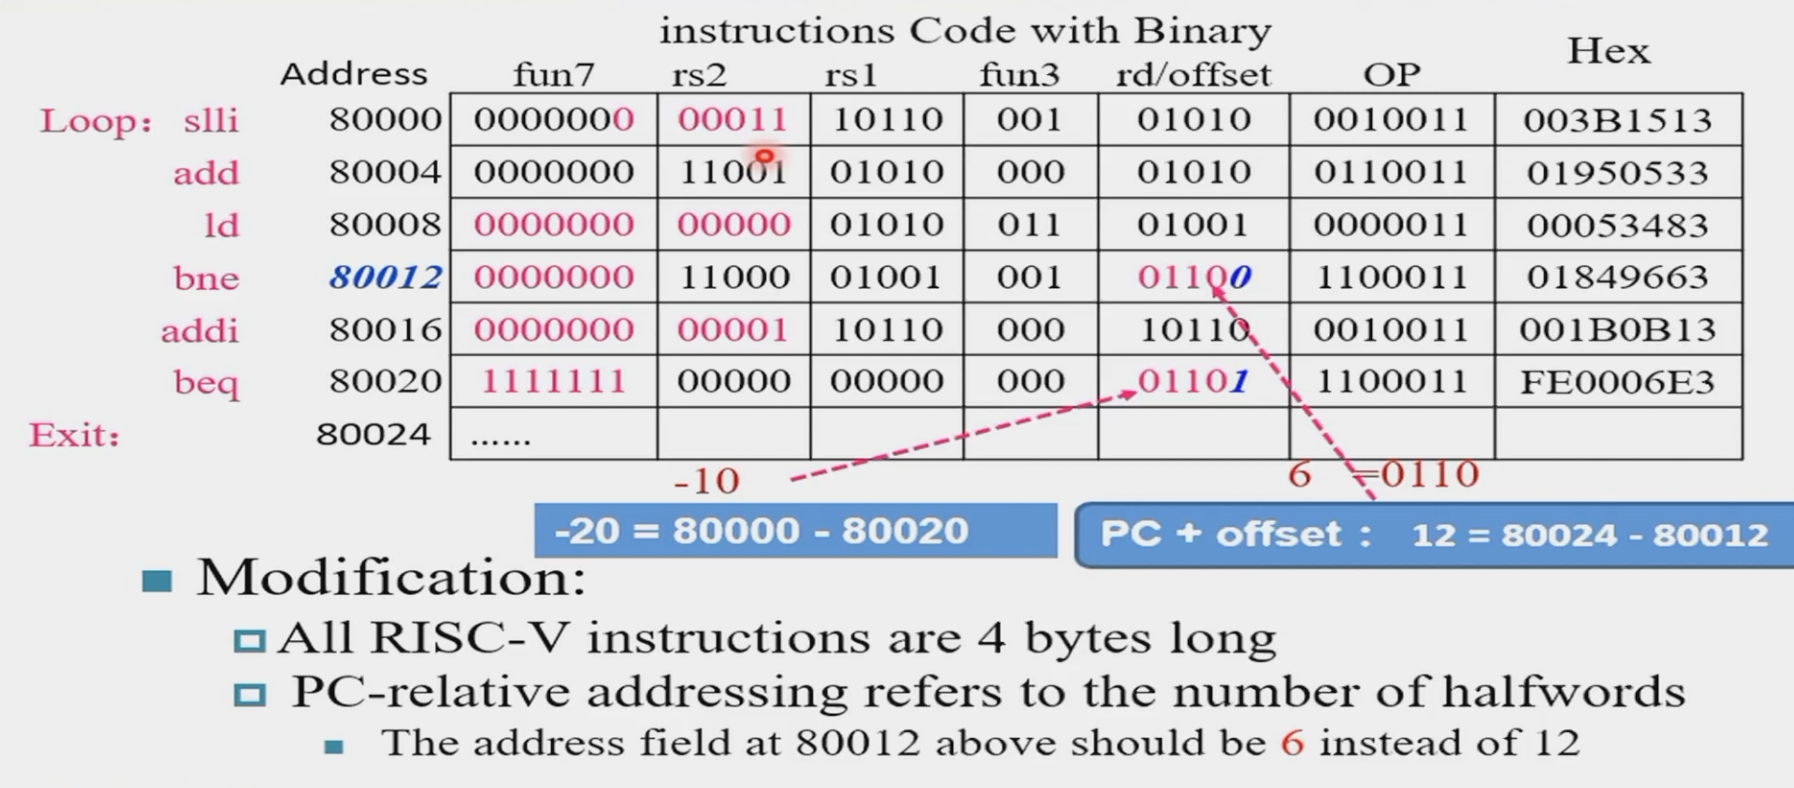 instructions Code with Binary
Address fun7 rs2 rs1 fun3 rd/offset OP Hex
Loop: slli 80000 0000000 00011 10110 001 01010 0010011 003B1513
add 80004 0000000 11001 01010 000 01010 0110011 01950533
ld 80008 0000000 00000 01010 011 01001 0000011 00053483
bne 80012 0000000 11000 01001 001 01100 1100011 01849663
addi 80016 0000000 00001 10110 000 10110 0010011 001B0B13
beq 80020 1111111 00000 00000 000 01101 1100011 FE0006E3
Exit: 80024 ......
-10 6 =0110
-20 = 80000 - 80020 PC + offset : 12 = 80024 - 80012
Modification:
All RISC-V instructions are 4 bytes long
PC-relative addressing refers to the number of halfwords
The address field at 80012 above should be 6 instead of 12